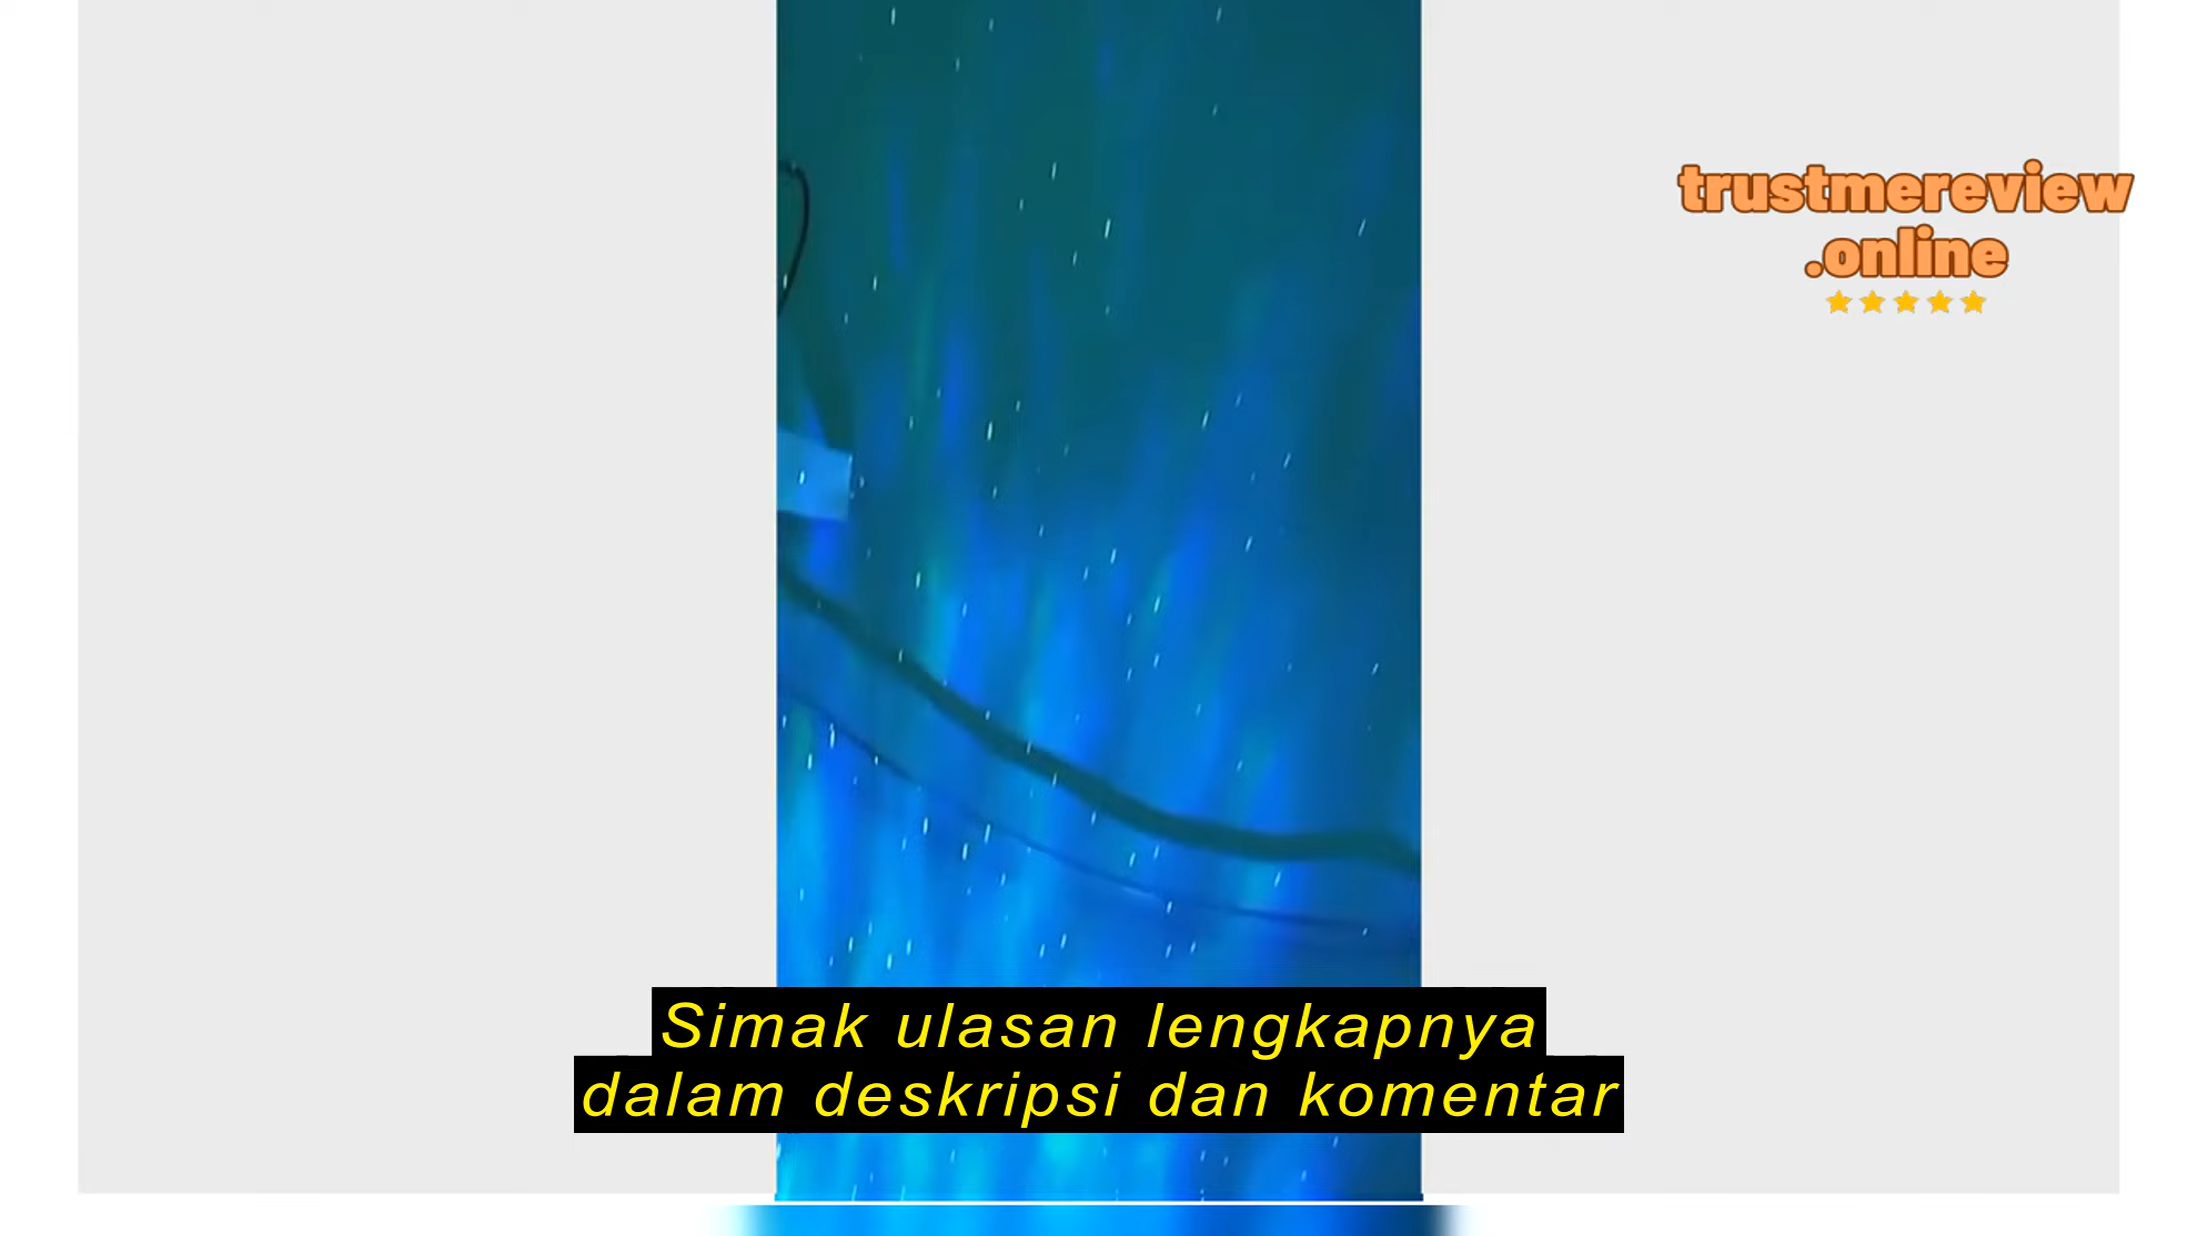 trustmereview
.online
Simak ulasan lengkapnya
dalam deskripsi dan komentar